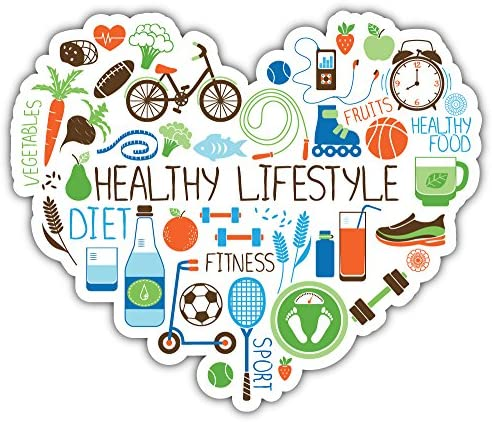 VEGETABLES
FRUITS
HEALTHY
FOOD
HEALTHY LIFESTYLE
DIET
FITNESS
SPORT